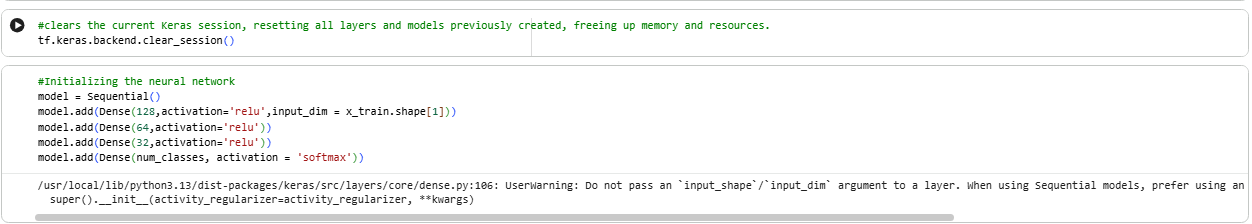 #clears the current Keras session, resetting all layers and models previously created, freeing up memory and resources.
tf.keras.backend.clear_session()
#Initializing the neural network
model = Sequential()
model.add(Dense(128,activation='relu',input_dim = x_train.shape[1]))
model.add(Dense(64,activation='relu'))
model.add(Dense(32,activation='relu'))
model.add(Dense(num_classes, activation = 'softmax'))
/usr/local/lib/python3.13/dist-packages/keras/src/layers/core/dense.py:106: UserWarning: Do not pass an `input_shape`/`input_dim` argument to a layer. When using Sequential models, prefer using an
super().__init__(activity_regularizer=activity_regularizer, **kwargs)